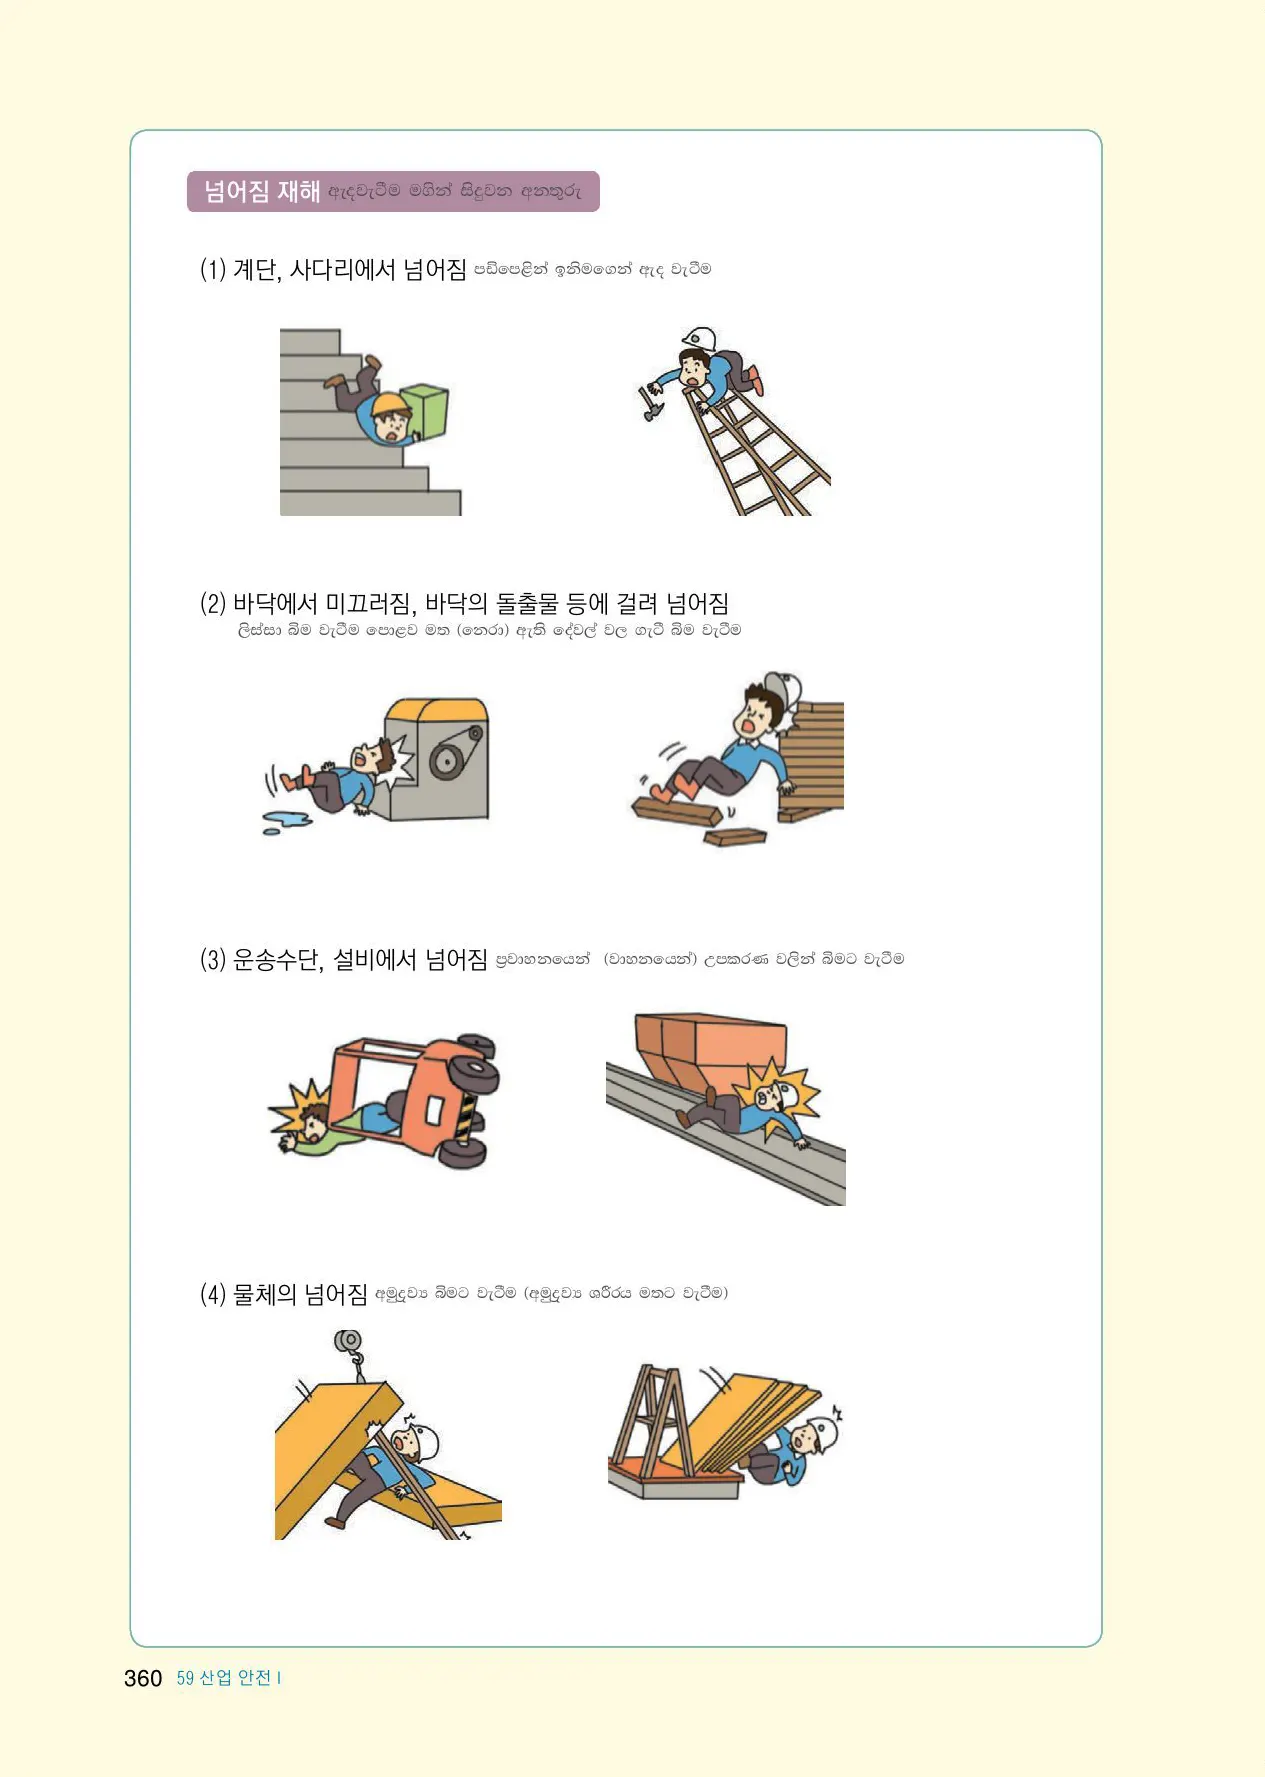 넘어짐 재해 ඇදවැටීම මගින් සිදුවන අනතුරු
(1) 계단, 사다리에서 넘어짐 පඩිපෙළින් ඉනිමගෙන් ඇද වැටීම
(2) 바닥에서 미끄러짐, 바닥의 돌출물 등에 걸려 넘어짐
ලිස්සා බිම වැටීම පොළව මත (නෙරා) ඇති දේවල් වල ගැටී බිම වැටීම
(3) 운송수단, 설비에서 넘어짐 ප්‍රවාහනයෙන් (වාහනයෙන්) උපකරණ වලින් බිමට වැටීම
(4) 물체의 넘어짐 අමුද්‍රව්‍ය බිමට වැටීම (අමුද්‍රව්‍ය ශරීරය මතට වැටීම)
360 59 산업 안전 I